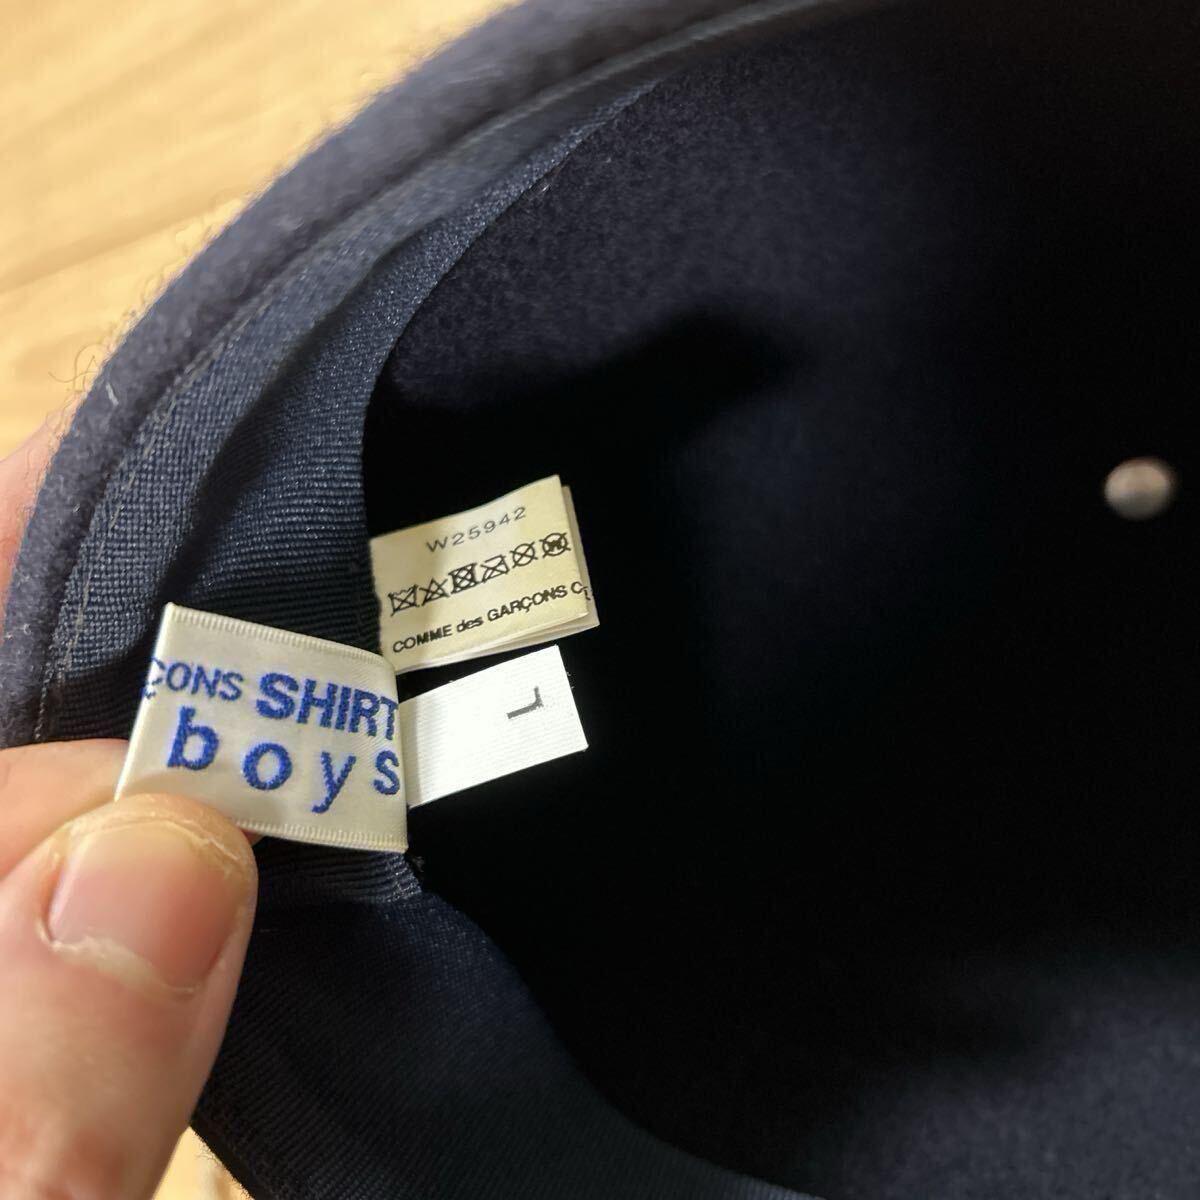 W25942
COMME des GARÇONS C
ÇONS SHIRT
boys
L